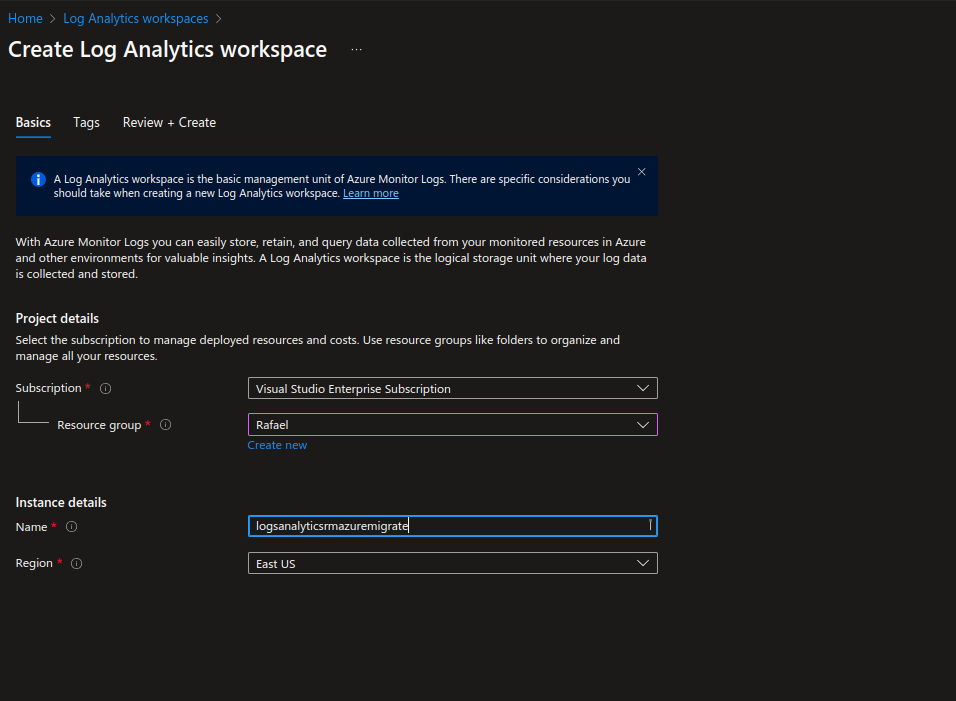 Home > Log Analytics workspaces >
Create Log Analytics workspace ...
Basics Tags Review + Create
A Log Analytics workspace is the basic management unit of Azure Monitor Logs. There are specific considerations you
should take when creating a new Log Analytics workspace. Learn more
With Azure Monitor Logs you can easily store, retain, and query data collected from your monitored resources in Azure
and other environments for valuable insights. A Log Analytics workspace is the logical storage unit where your log data
is collected and stored.
Project details
Select the subscription to manage deployed resources and costs. Use resource groups like folders to organize and
manage all your resources.
Subscription * Visual Studio Enterprise Subscription
Resource group * Rafael
Create new
Instance details
Name * logsanalyticsrmazuremigrate
Region * East US